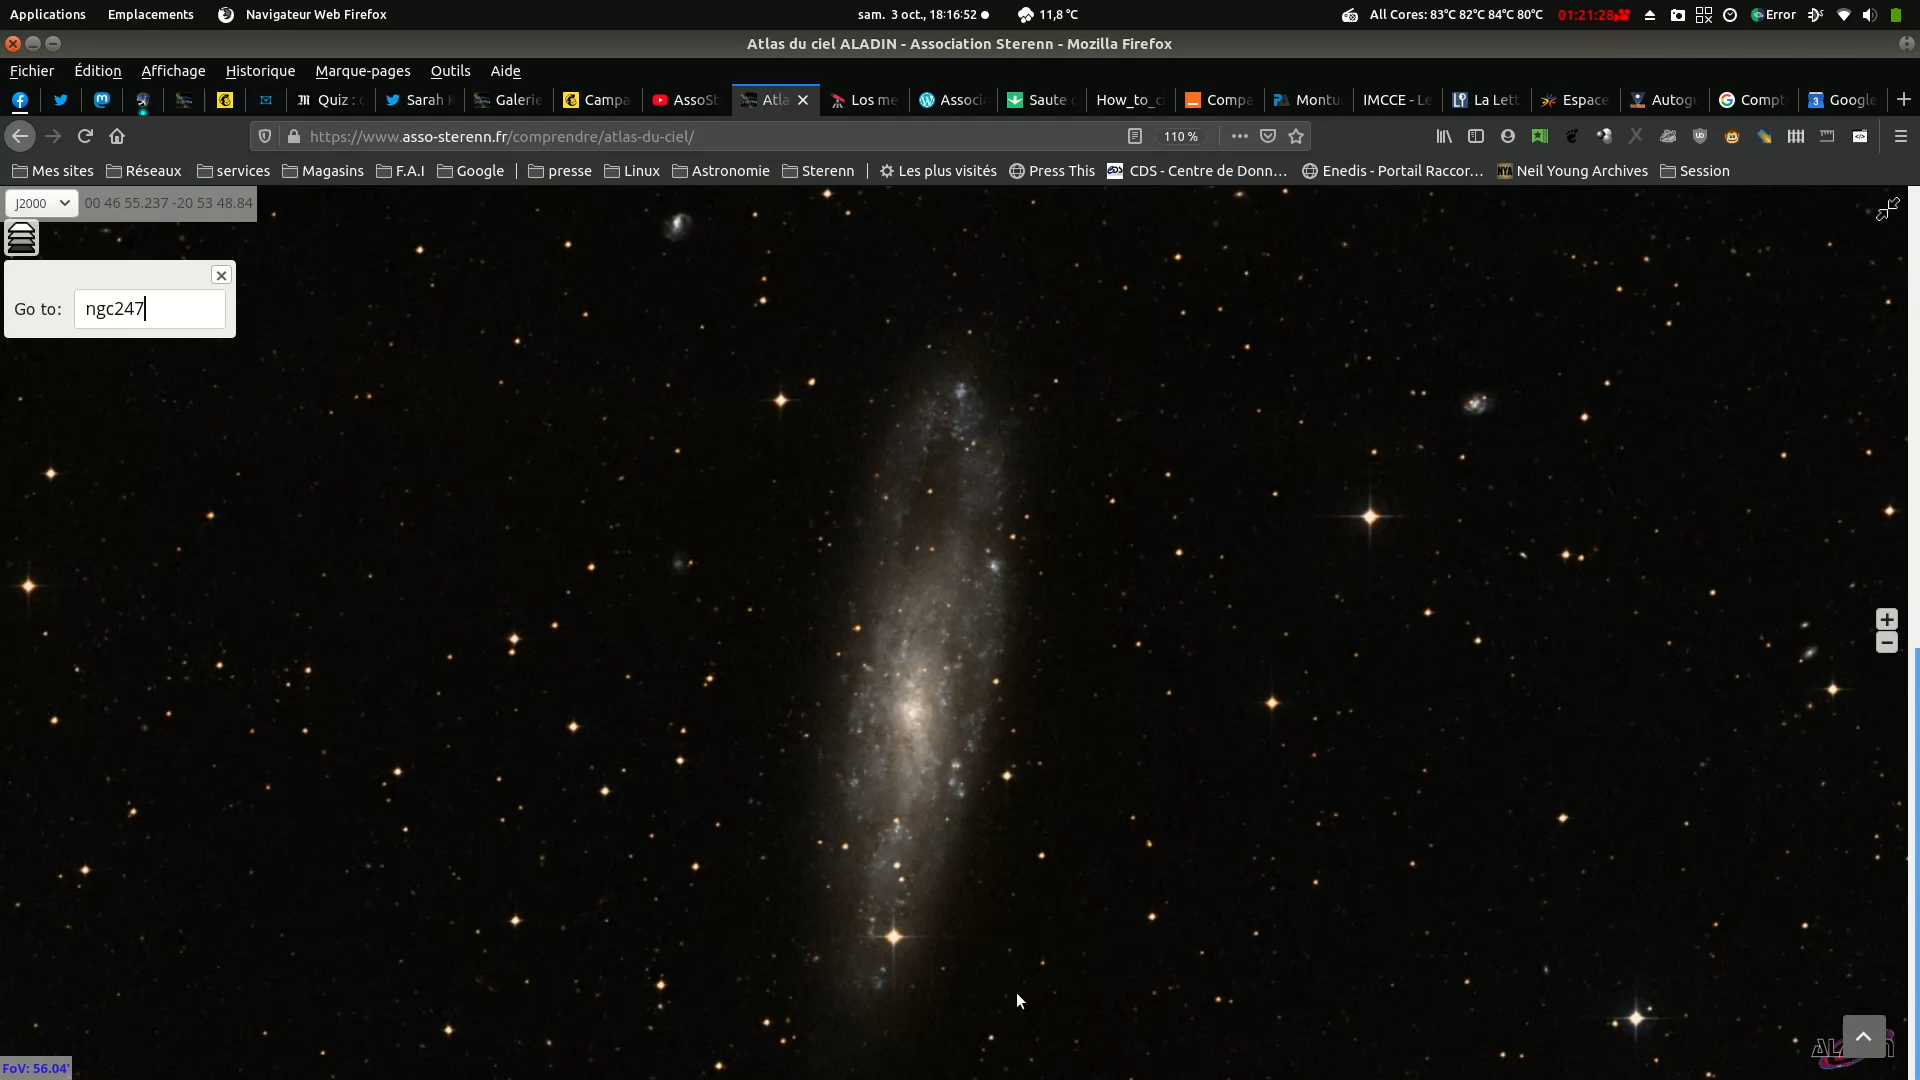 Applications Emplacements Navigateur Web Firefox sam. 3 oct., 18:16:52 11,8 °C All Cores: 83°C 82°C 84°C 80°C 01:21:28 Error
Atlas du ciel ALADIN - Association Sterenn - Mozilla Firefox
Fichier Édition Affichage Historique Marque-pages Outils Aide
Quiz : Sarah Galerie Campa AssoSt Atla Los me Associa Saute How_to_c Compa Montu IMCCE - Le La Lett Espace Autogu Compt Google
https://www.asso-sterenn.fr/comprendre/atlas-du-ciel/ 110 %
Mes sites Réseaux services Magasins F.A.I Google presse Linux Astronomie Sterenn Les plus visités Press This CDS - Centre de Donn… Enedis - Portail Raccor… Neil Young Archives Session
J2000 00 46 55.237 -20 53 48.84
Go to: ngc247
+
−
FoV: 56.04'